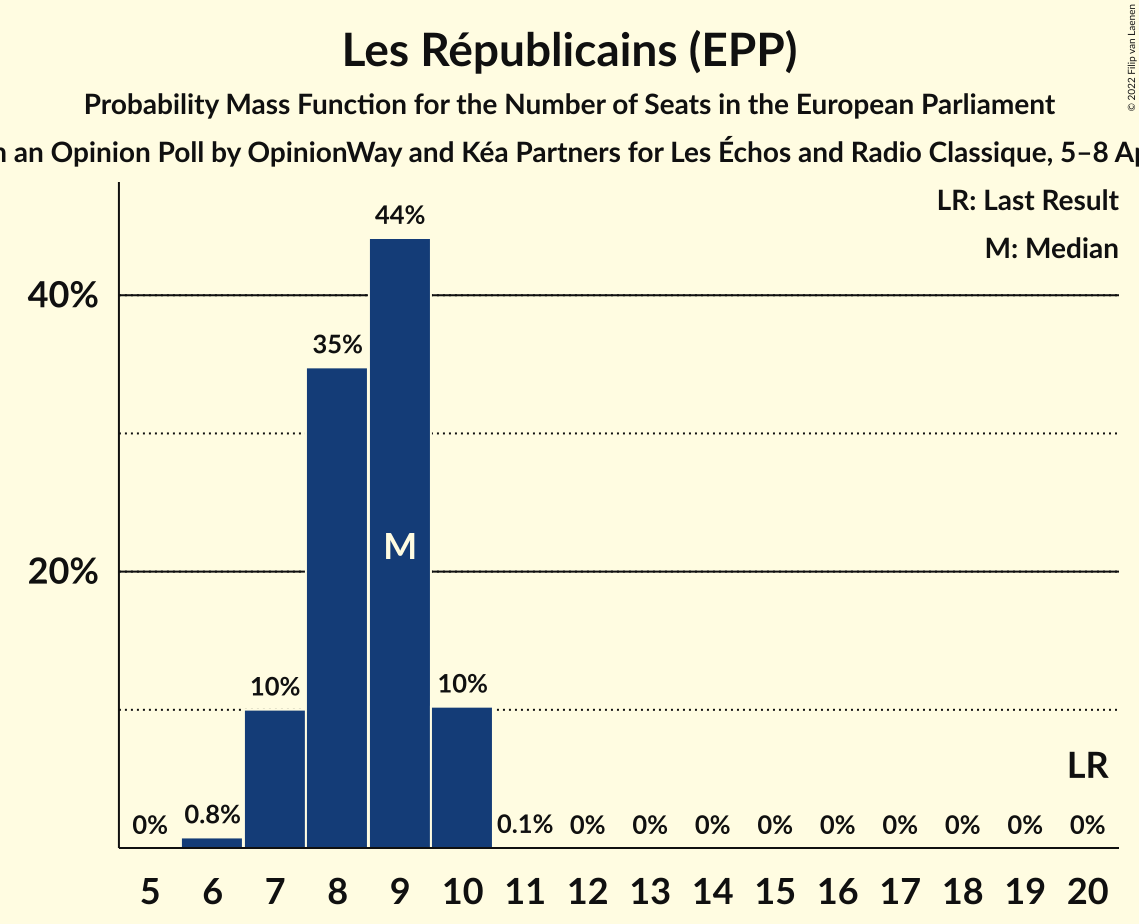 Les Républicains (EPP)
Probability Mass Function for the Number of Seats in the European Parliament
an Opinion Poll by OpinionWay and Kéa Partners for Les Échos and Radio Classique, 5–8
© 2022 Filip van Laenen
LR: Last Result
M: Median
44%
40%
35%
M
20%
10% 10%
LR
0% 0.8% 0.1% 0% 0% 0% 0% 0% 0% 0% 0% 0%
5 6 7 8 9 10 11 12 13 14 15 16 17 18 19 20